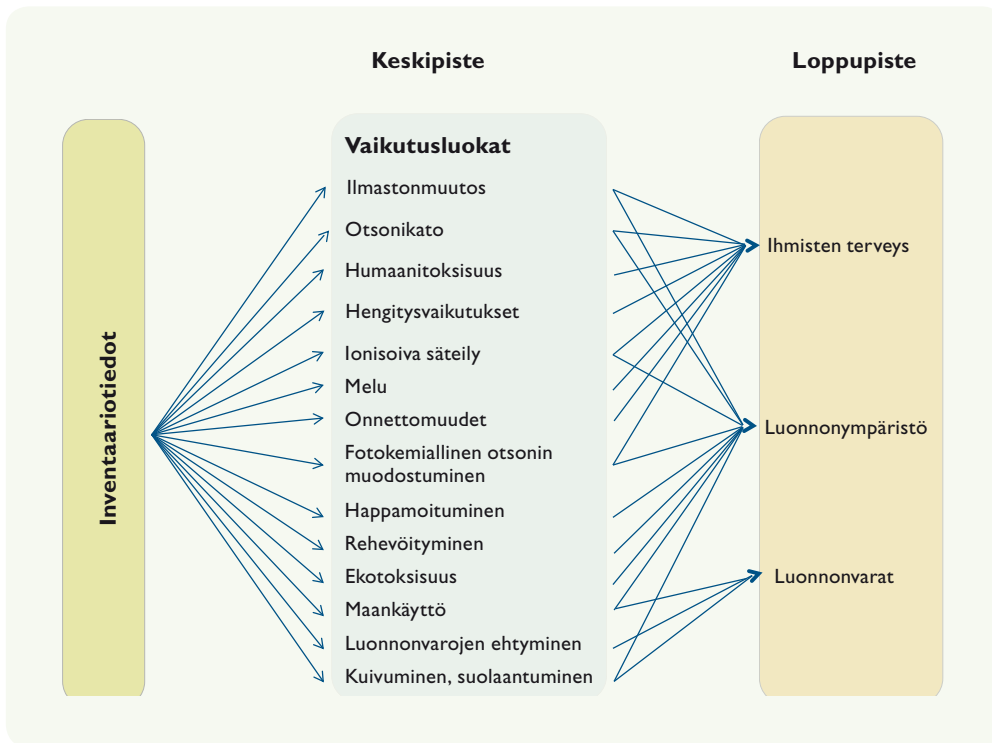 Keskipiste
Loppupiste
Inventaariotiedot
Vaikutusluokat
Ilmastonmuutos
Otsonikato
Humaanitoksisuus
Hengitysvaikutukset
Ionisoiva säteily
Melu
Onnettomuudet
Fotokemiallinen otsonin
muodostuminen
Happamoituminen
Rehevöityminen
Ekotoksisuus
Maankäyttö
Luonnonvarojen ehtyminen
Kuivuminen, suolaantuminen
Ihmisten terveys
Luonnonympäristö
Luonnonvarat